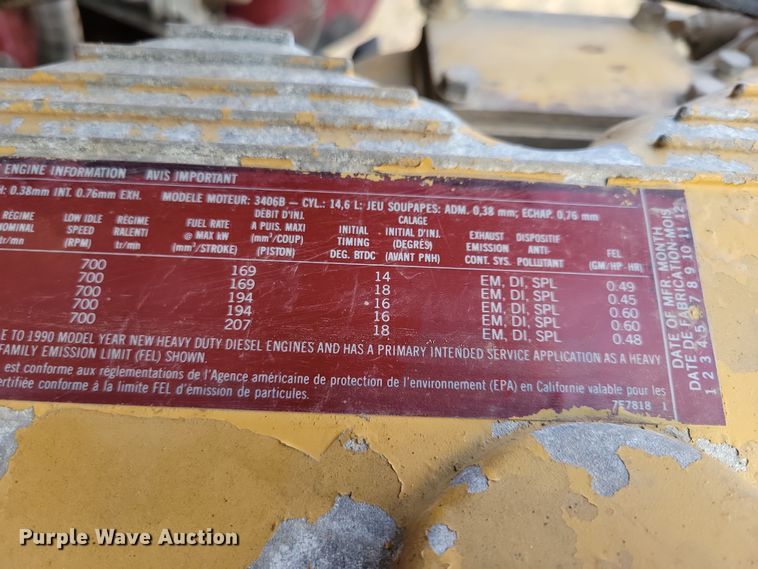 ENGINE INFORMATION AVIS IMPORTANT
H: 0.38mm INT. 0.76mm EXH. MODELE MOTEUR: 3406B – CYL.: 14,6 L: JEU SOUPAPES: ADM. 0,38 mm; ECHAP. 0,76 mm
RÉGIME LOW IDLE RÉGIME FUEL RATE DÉBIT D'INJ. INITIAL CALAGE EXHAUST DISPOSITIF FEL
SPEED RALENTI @ MAX kW A PUIS. MAXI TIMING INITIAL D'INJ. EMISSION ANTI- (GM/HP-HR)
tr/mn (RPM) tr/mn (mm³/STROKE) (mm³/COUP) DEG. BTDC (DEGRÉS) CONT. SYS. POLLUTANT
(PISTON) (AVANT PNH)
700 169 14 EM, DI, SPL 0.49
700 169 18 EM, DI, SPL 0.45
700 194 16 EM, DI, SPL 0.60
700 194 16 EM, DI, SPL 0.60
700 207 18 EM, DI, SPL 0.48
LE TO 1990 MODEL YEAR NEW HEAVY DUTY DIESEL ENGINES AND HAS A PRIMARY INTENDED SERVICE APPLICATION AS A HEAVY
FAMILY EMISSION LIMIT (FEL) SHOWN.
est conforme aux réglementations de l'Agence américaine de protection de l'environnement (EPA) en Californie valable pour les
ertifiée conforme à la limite FEL d'émission de particules.
7E7818 1
DATE OF MFR. MONTH
DATE DE FABRICATION/MOIS
1 2 3 4 5 6 7 8 9 10 11 12
Purple Wave Auction